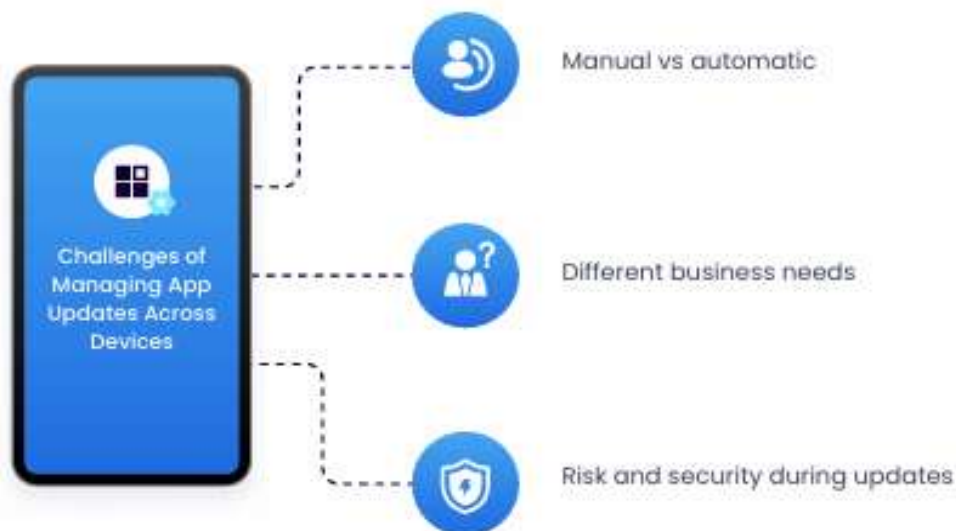 Challenges of
Managing App
Updates Across
Devices
Manual vs automatic
Different business needs
Risk and security during updates